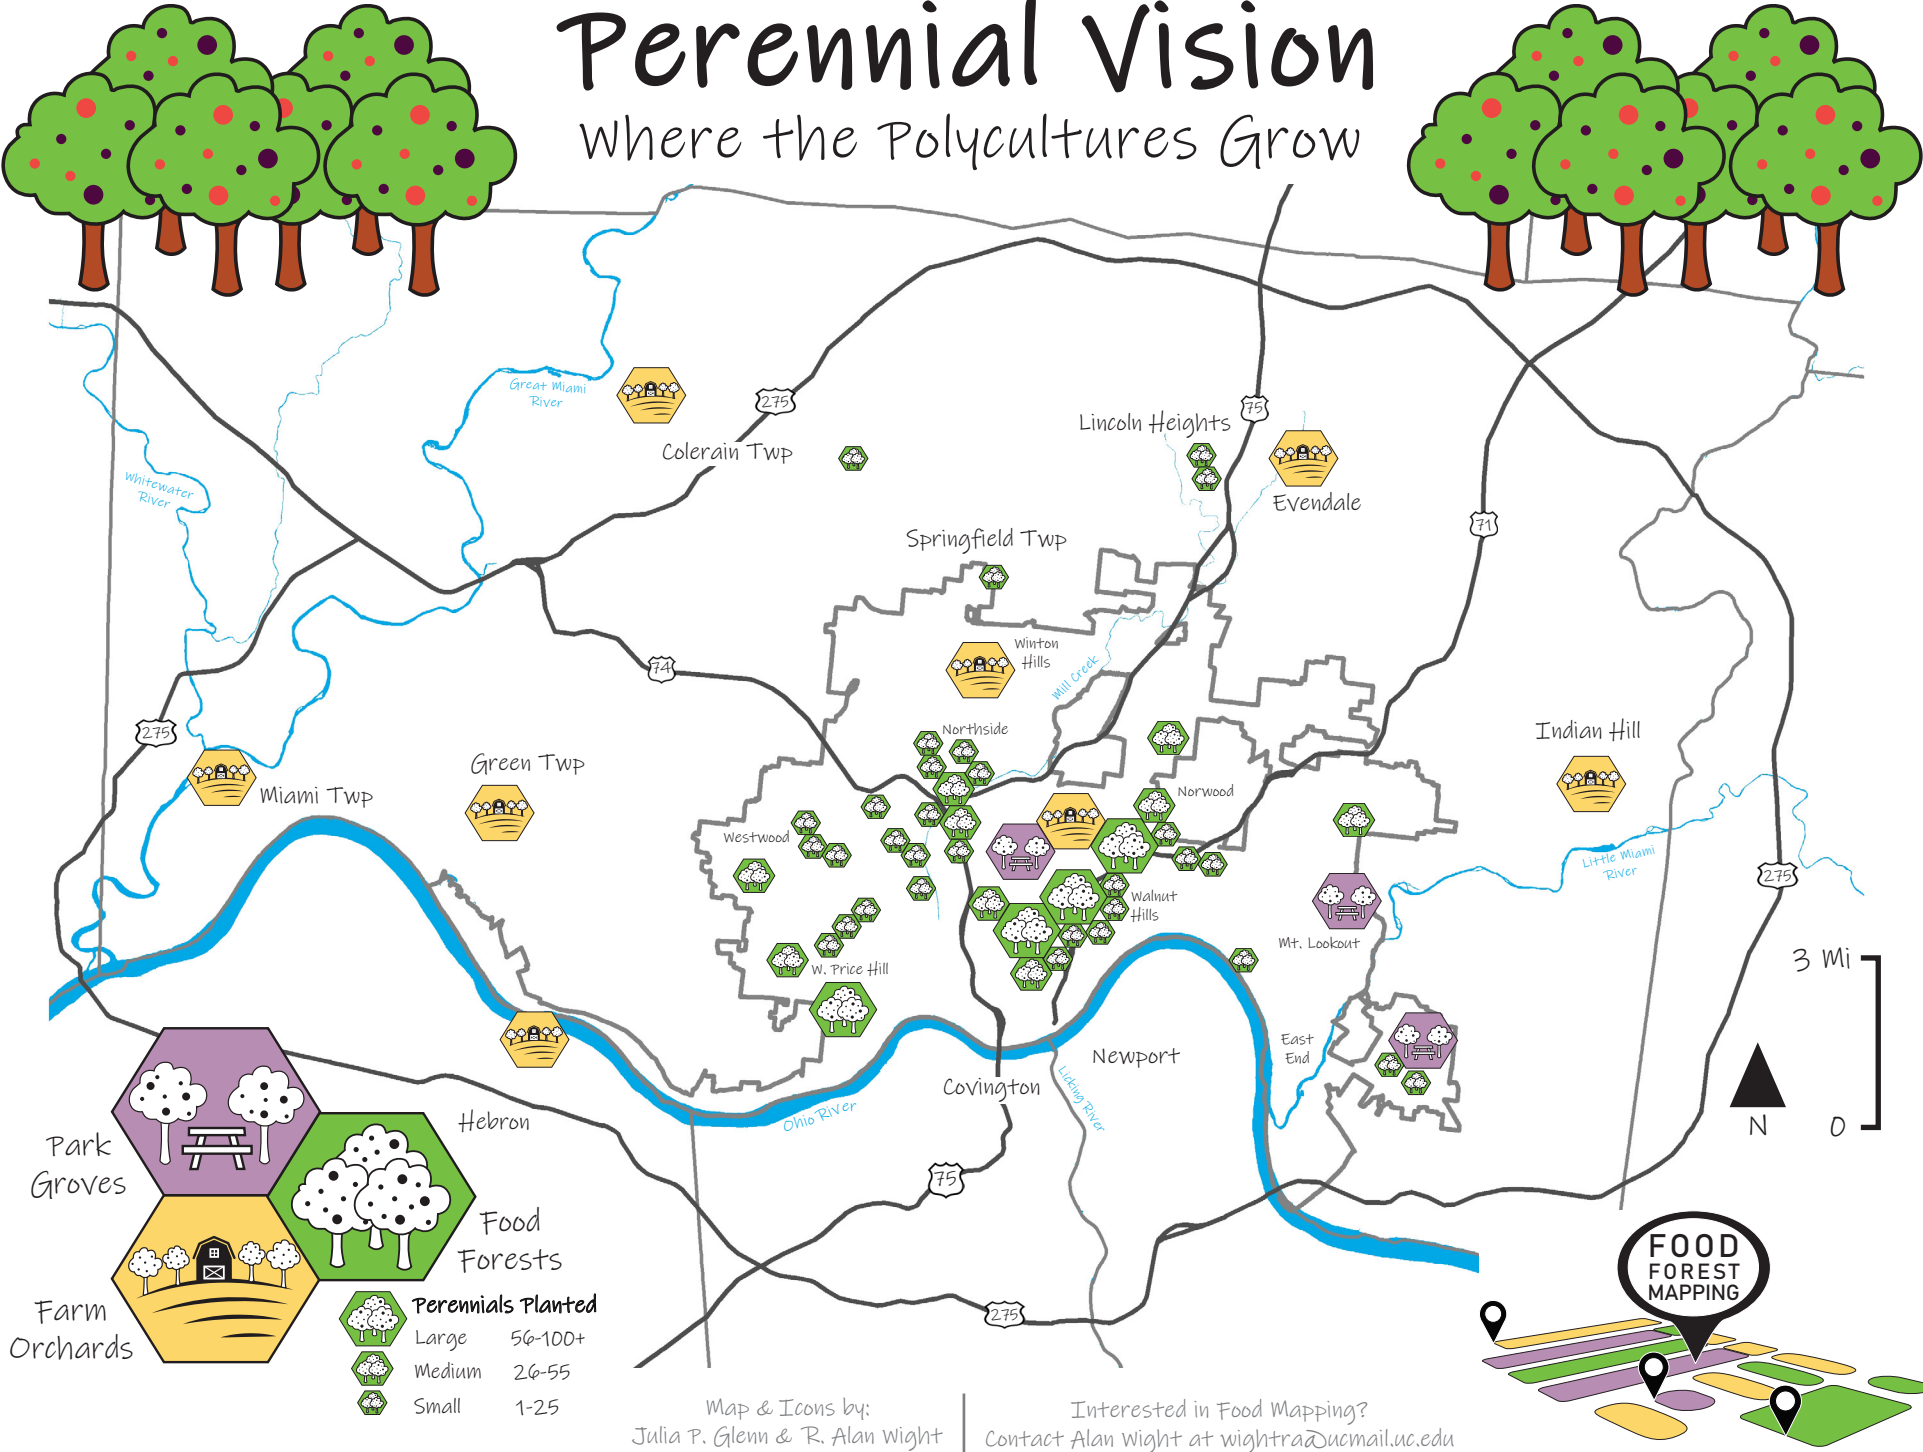 Perennial Vision
Where the Polycultures Grow
Great Miami
River
275
75
Lincoln Heights
Colerain Twp
Whitewater
River
Evendale
71
Springfield Twp
Winton
Hills
74
Mill Creek
275
Northside
Indian Hill
Green Twp
Miami Twp
Norwood
Westwood
Little Miami
River
275
Walnut
Hills
Mt. Lookout
W. Price Hill
3 Mi
East
End
Newport
Covington
Licking River
Ohio River
Hebron
N
0
Park
Groves
75
Food
Forests
Farm
Orchards
Perennials Planted
Large 56-100+
Medium 26-55
Small 1-25
275
FOOD
FOREST
MAPPING
Map & Icons by:
Julia P. Glenn & R. Alan Wight
Interested in Food Mapping?
Contact Alan Wight at wightra@ucmail.uc.edu